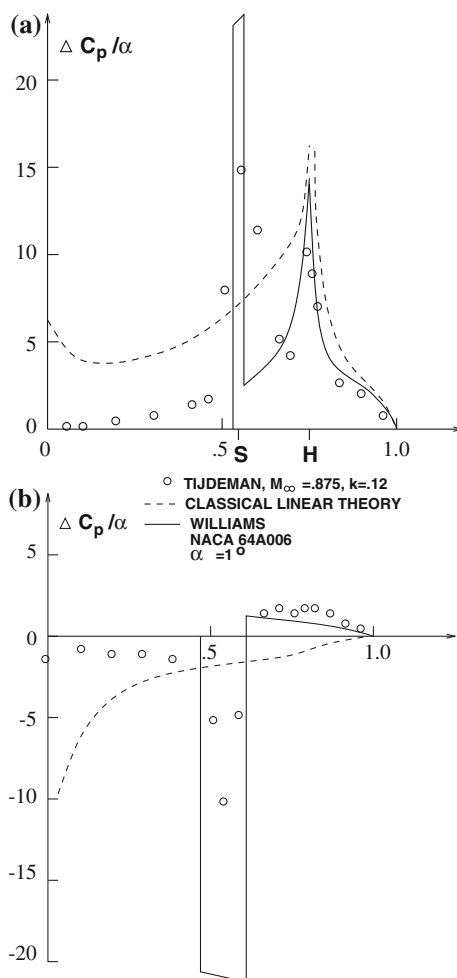 (a)
△ Cp/α
20
15
10
5
0
0 .5 1.0
S H
○ TIJDEMAN, M∞ =.875, k=.12
---- CLASSICAL LINEAR THEORY
— WILLIAMS
NACA 64A006
α =1°
(b)
△ Cp/α
5
0
.5 1.0
-5
-10
-15
-20